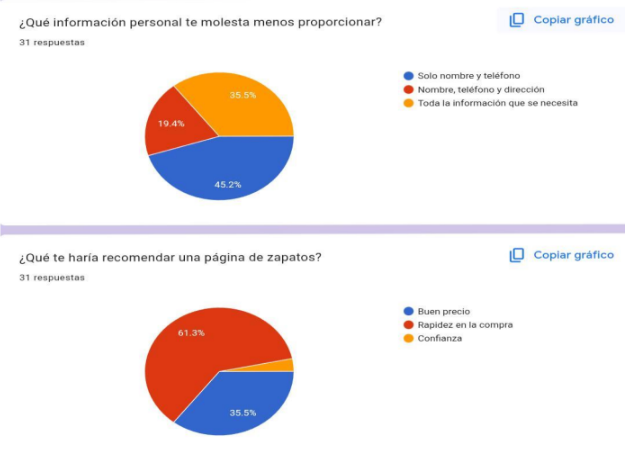 ¿Qué información personal te molesta menos proporcionar?
Copiar gráfico
31 respuestas
Solo nombre y teléfono
Nombre, teléfono y dirección
Toda la información que se necesita
35.5%
19.4%
45.2%
¿Qué te haría recomendar una página de zapatos?
Copiar gráfico
31 respuestas
Buen precio
Rapidez en la compra
Confianza
61.3%
35.5%